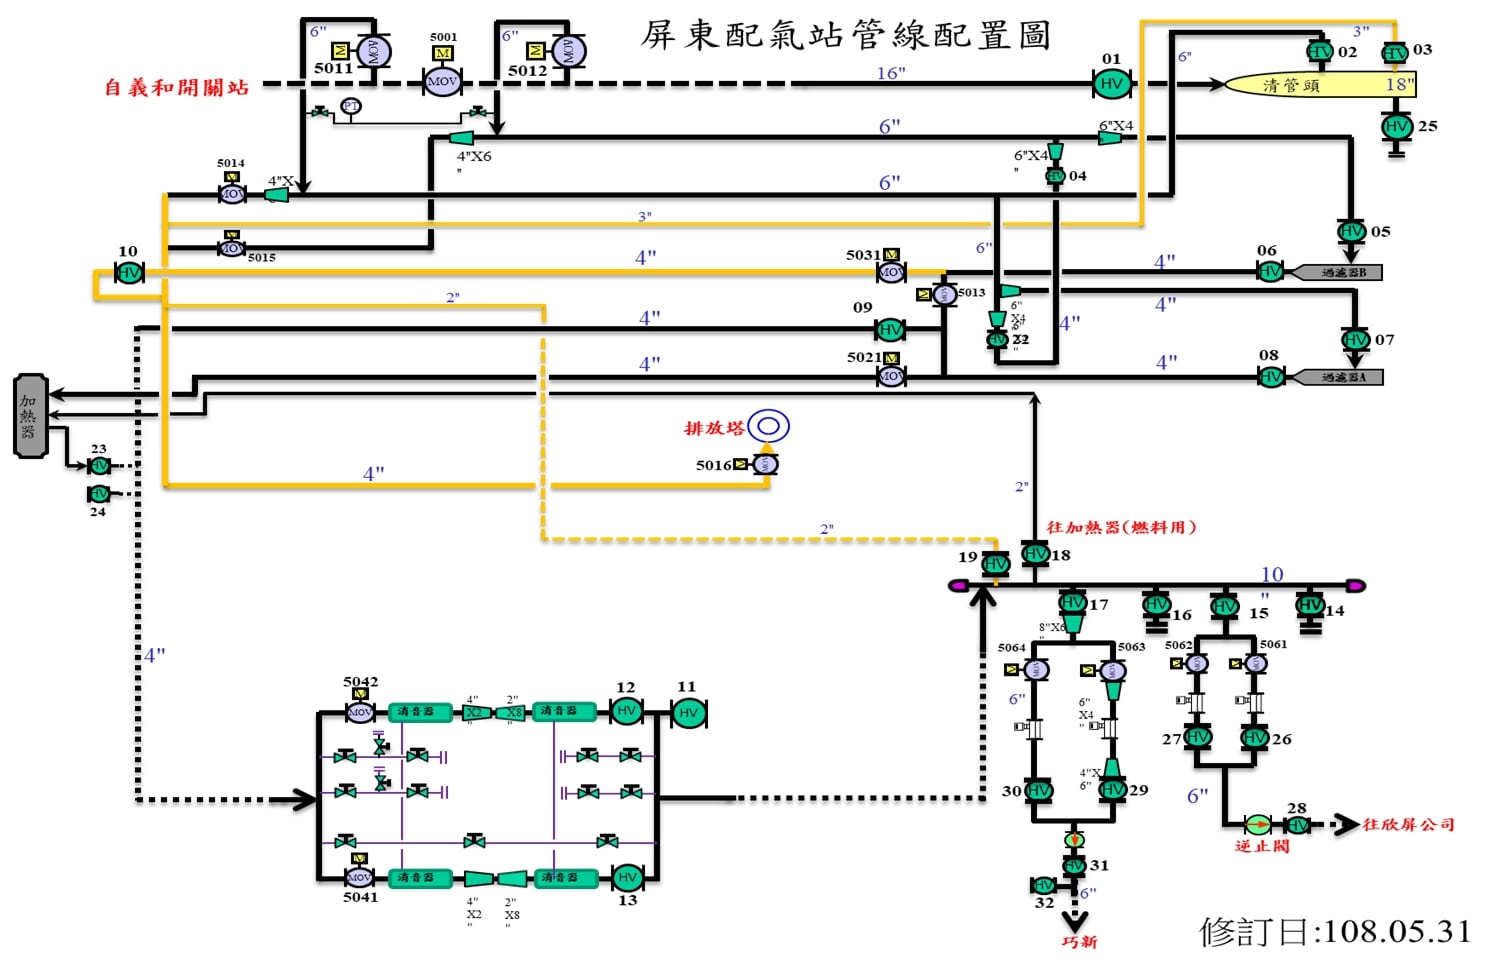 屏東配氣站管線配置圖
6"
M
MOV
5011
5001
M
MOV
6"
M
MOV
5012
自義和開關站
16"
01
HV
6"
HV
02
3"
HV
03
清管頭
18"
HV
25
PT
4"X6
"
6"
6"X4
"
HV
04
6"X4
5014
M
MOV
4"X
6"
3"
M
MOV
5015
HV
05
10
HV
4"
5031
M
MOV
6"
4"
06
HV
過濾器B
2"
M
MOV
5013
6"
X4
"
4"
4"
4"
09
HV
HV
22
HV
07
4"
5021
M
MOV
4"
08
HV
過濾器A
加熱器
23
HV
HV
24
排放塔
5016
M
MOV
4"
2"
2"
往加熱器(燃料用)
19
HV
HV
18
10
"
HV
17
HV
16
HV
15
HV
14
8"X6
"
4"
5064
M
MOV
5063
M
MOV
5062
M
MOV
5061
M
MOV
6"
6"
X4
"
5042
M
MOV
消音器
4"
X2
"
2"
X8
"
消音器
12
HV
11
HV
27
HV
HV
26
4"X
6"
30
HV
HV
29
6"
28
HV
往欣屏公司
逆止閥
M
MOV
5041
消音器
4"
X2
"
2"
X8
"
消音器
HV
13
HV
31
HV
32
6"
巧新
修訂日:108.05.31